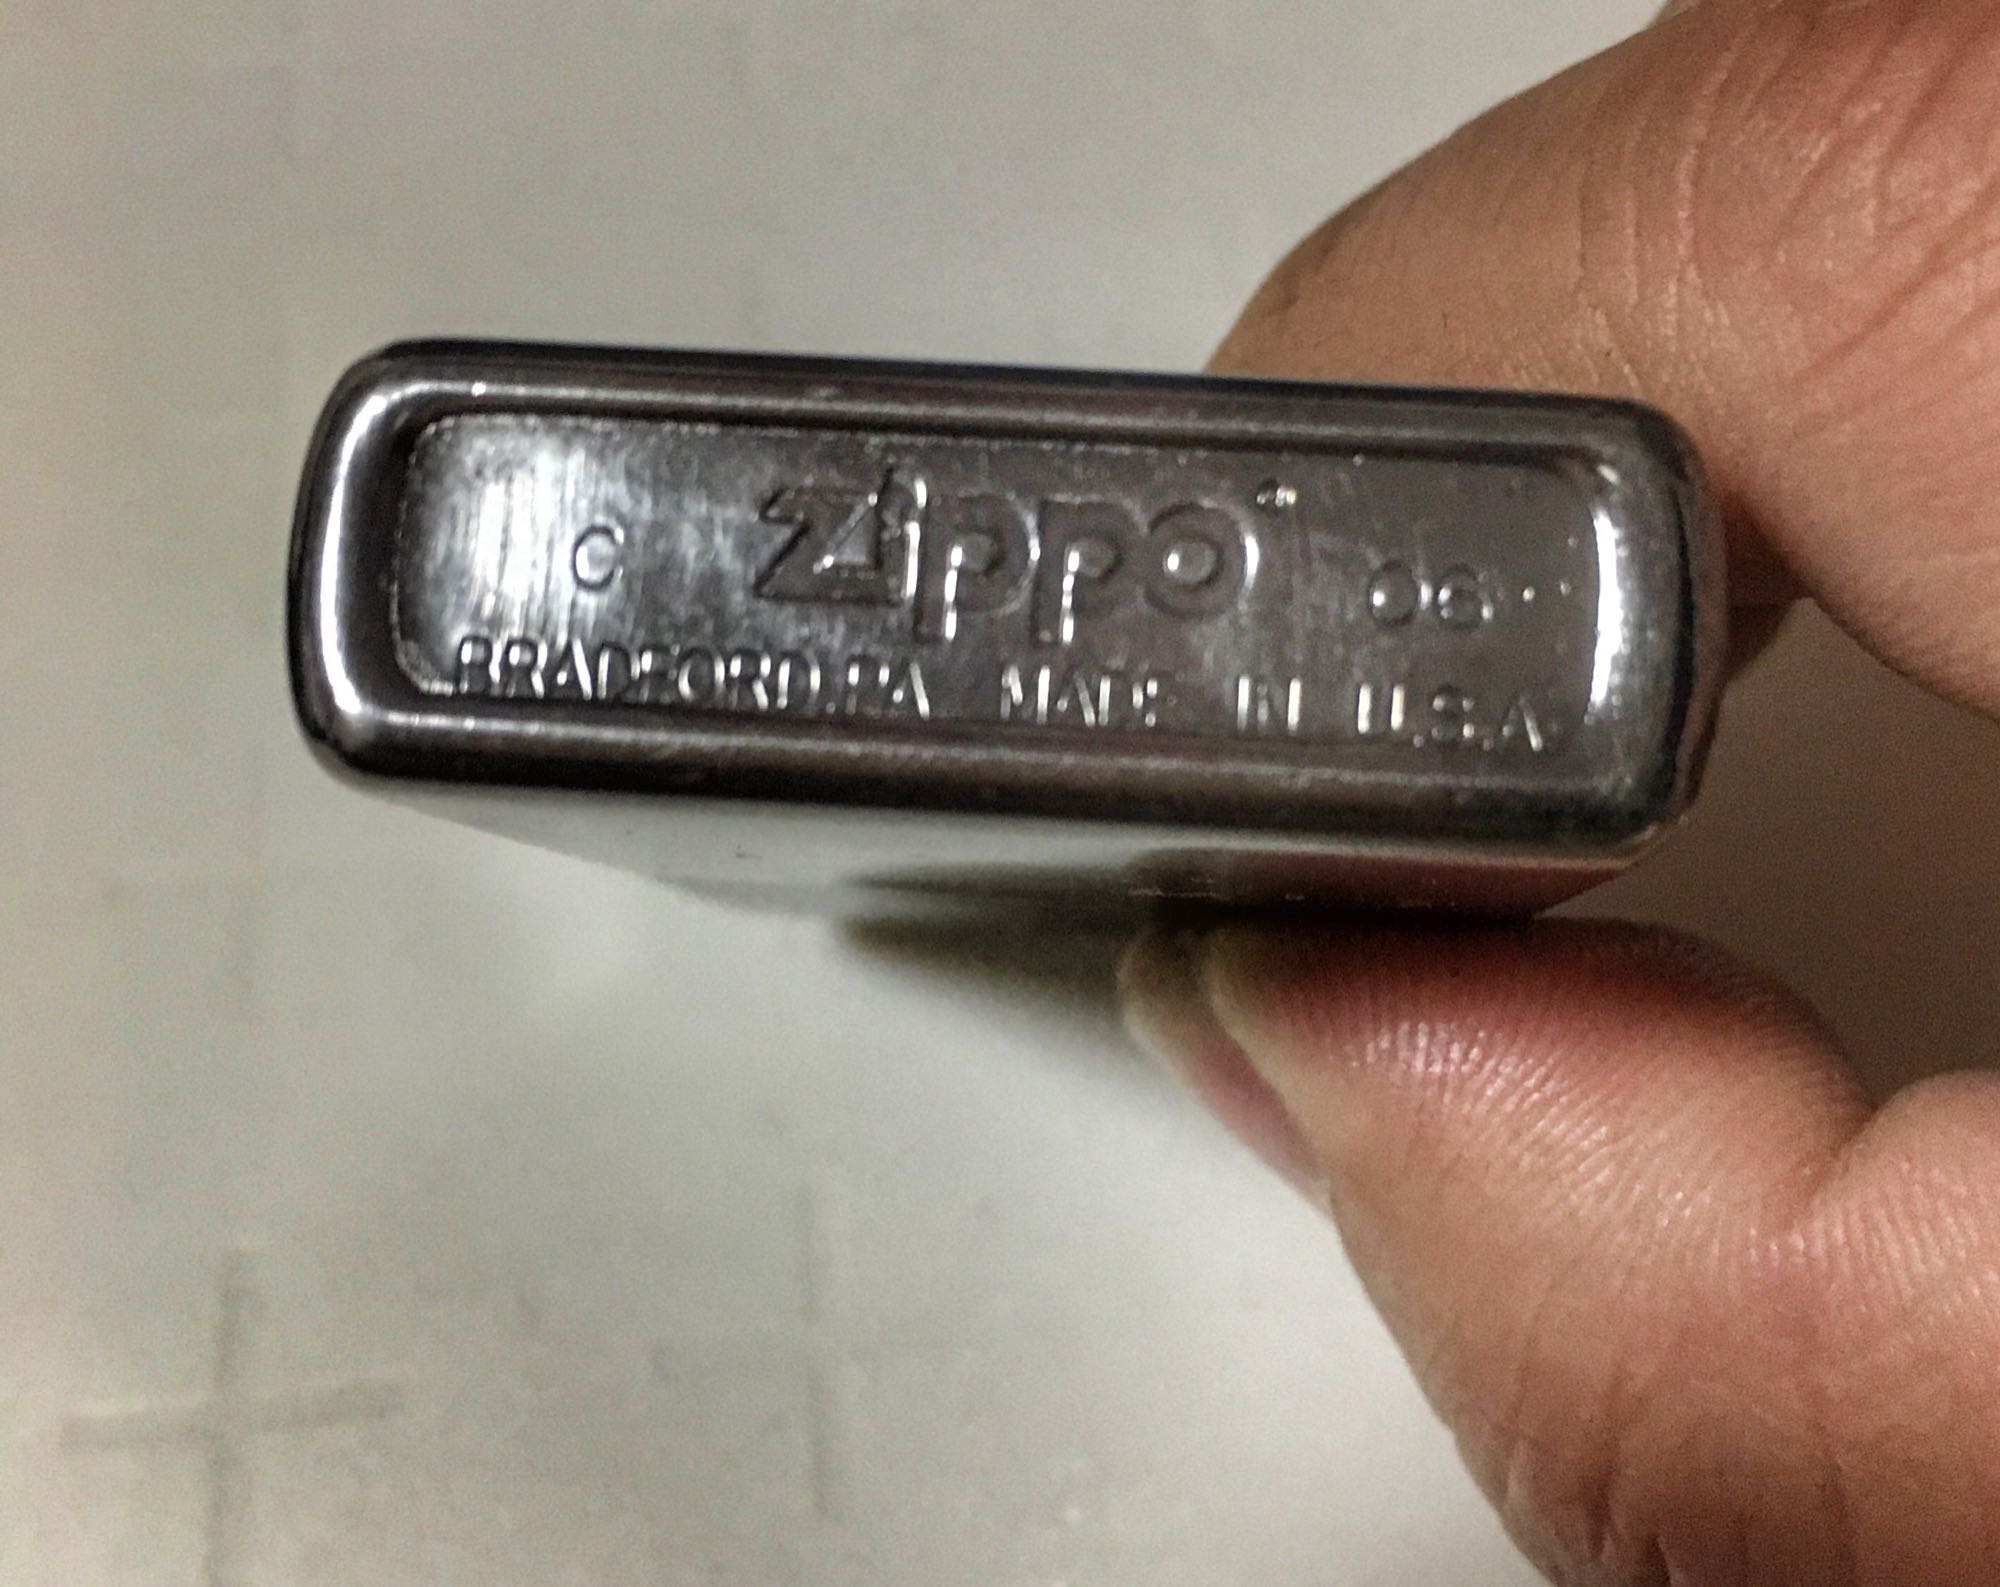 C Zippo® 06
BRADFORD,PA MADE IN U.S.A.